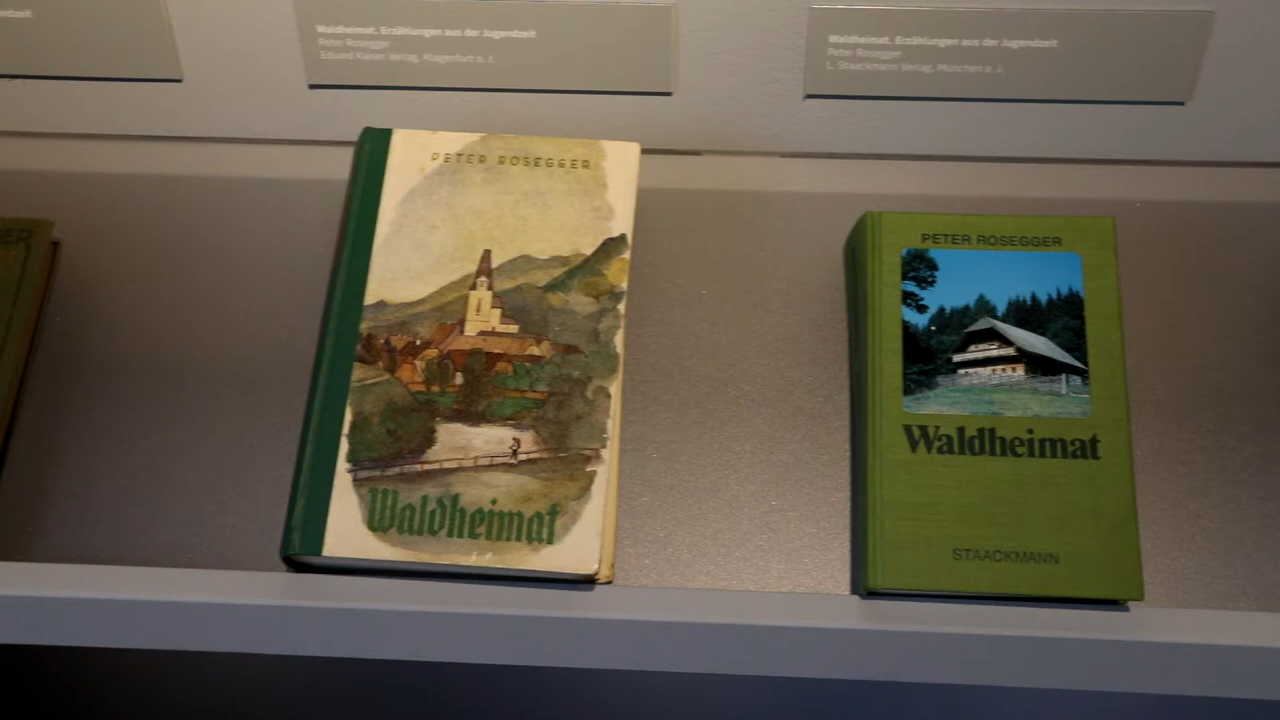 Waldheimat. Erzählungen aus der Jugendzeit
Peter Rosegger
Eduard Kaiser Verlag, Klagenfurt o. J.
Waldheimat. Erzählungen aus der Jugendzeit
Peter Rosegger
L. Staackmann Verlag, München o. J.
PETER ROSEGGER
Waldheimat
PETER ROSEGGER
Waldheimat
STAACKMANN